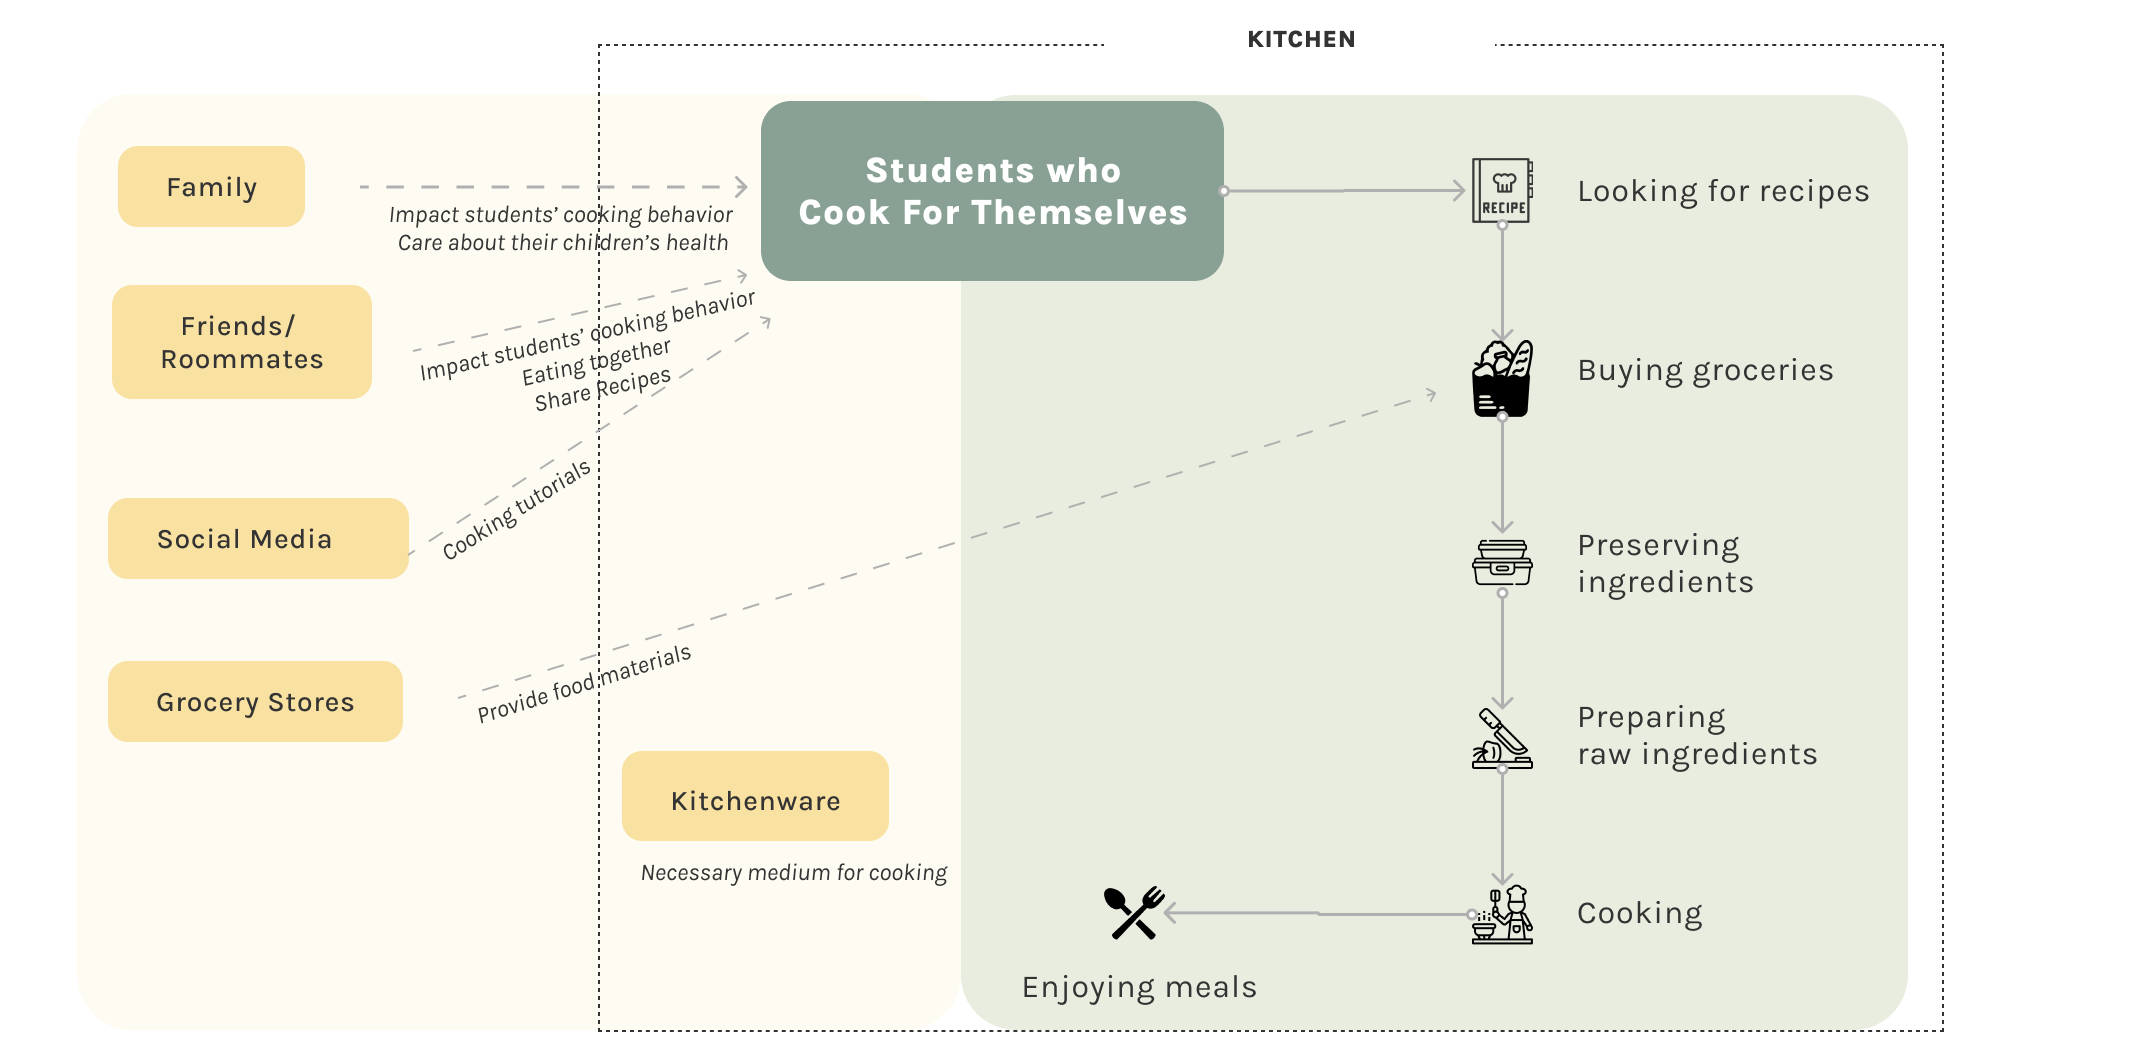 KITCHEN
Family
Impact students’ cooking behavior
Care about their children’s health
Students who
Cook For Themselves
RECIPE
Looking for recipes
Friends/
Roommates
Impact students’ cooking behavior
Eating together
Share Recipes
Buying groceries
Social Media
Cooking tutorials
Preserving
ingredients
Grocery Stores
Provide food materials
Preparing
raw ingredients
Kitchenware
Necessary medium for cooking
Cooking
Enjoying meals